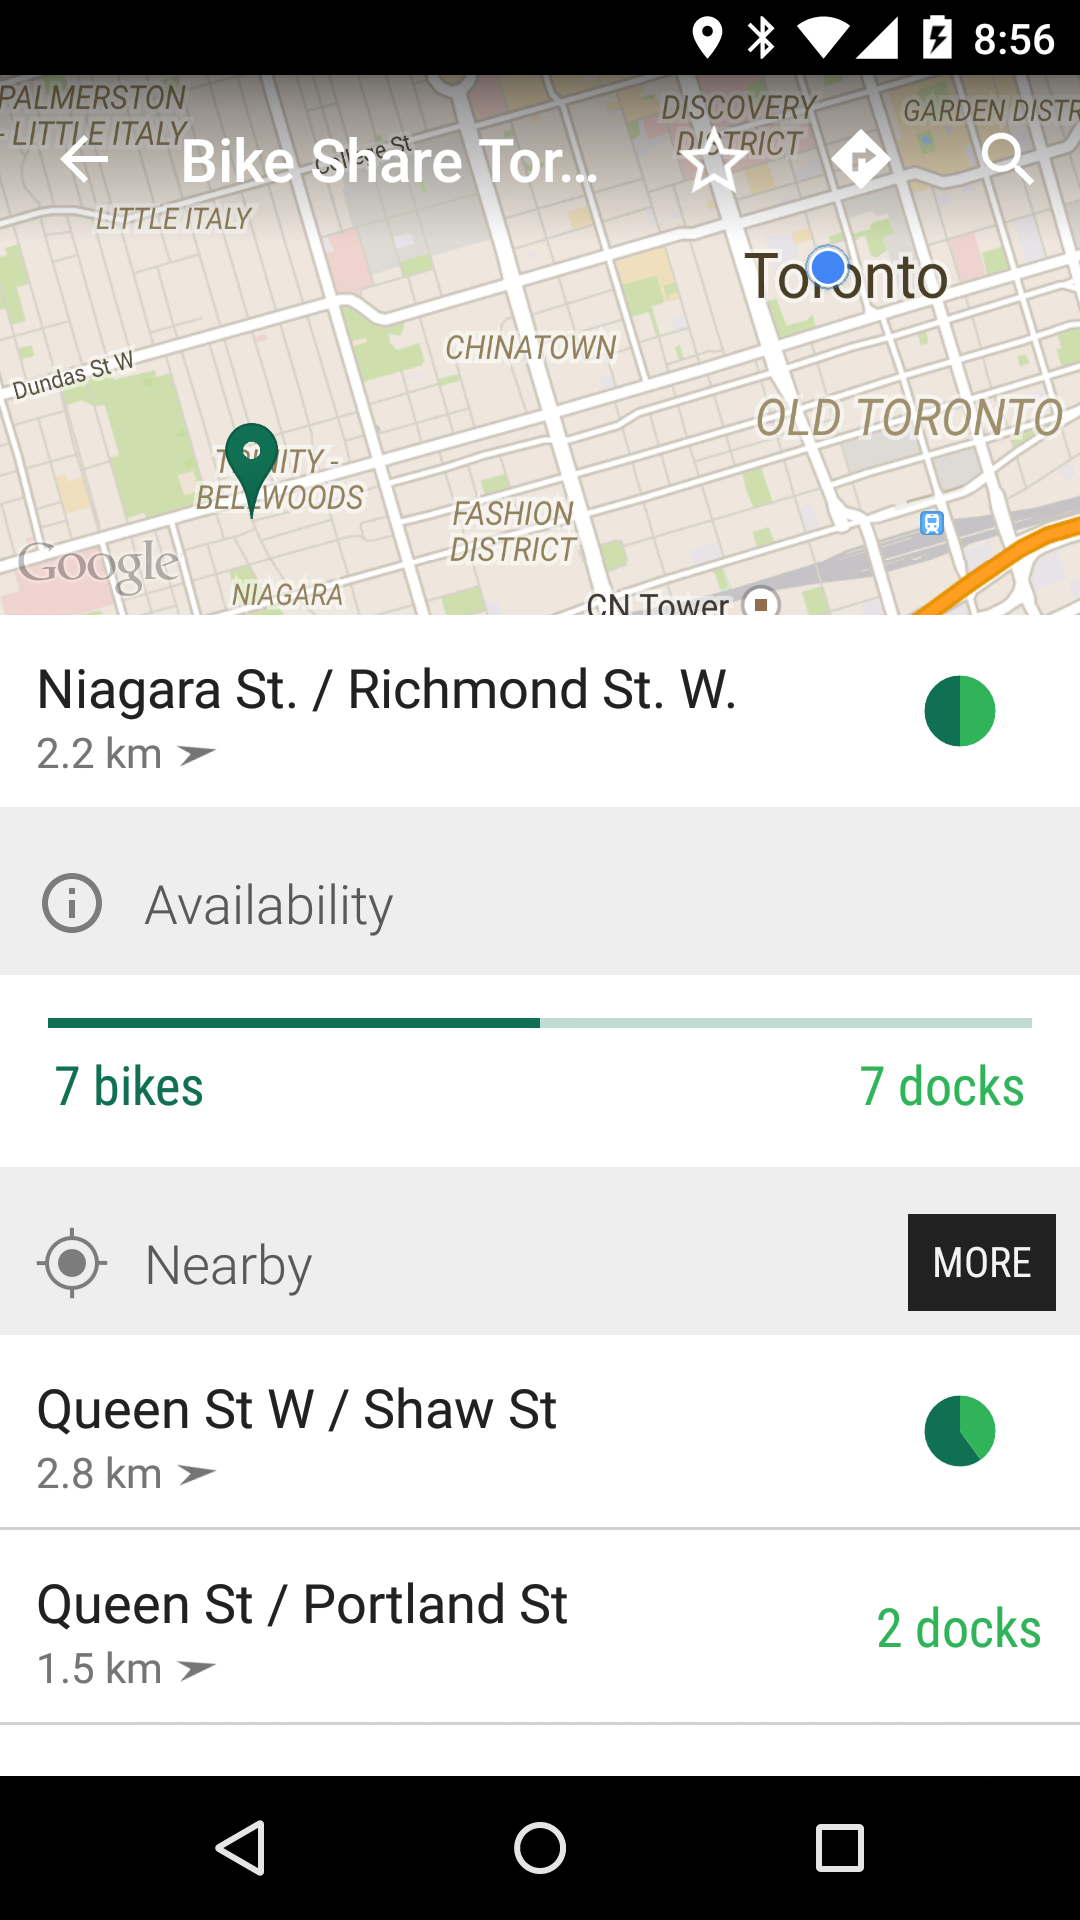 8:56
PALMERSTON
- LITTLE ITALY
DISCOVERY
DISTRICT
GARDEN DISTR
College St
Bike Share Tor...
LITTLE ITALY
Toronto
CHINATOWN
Dundas St W
OLD TORONTO
TRINITY -
BELLWOODS
FASHION
DISTRICT
Google
NIAGARA
CN Tower
Niagara St. / Richmond St. W.
2.2 km
Availability
7 bikes
7 docks
Nearby
MORE
Queen St W / Shaw St
2.8 km
Queen St / Portland St
2 docks
1.5 km